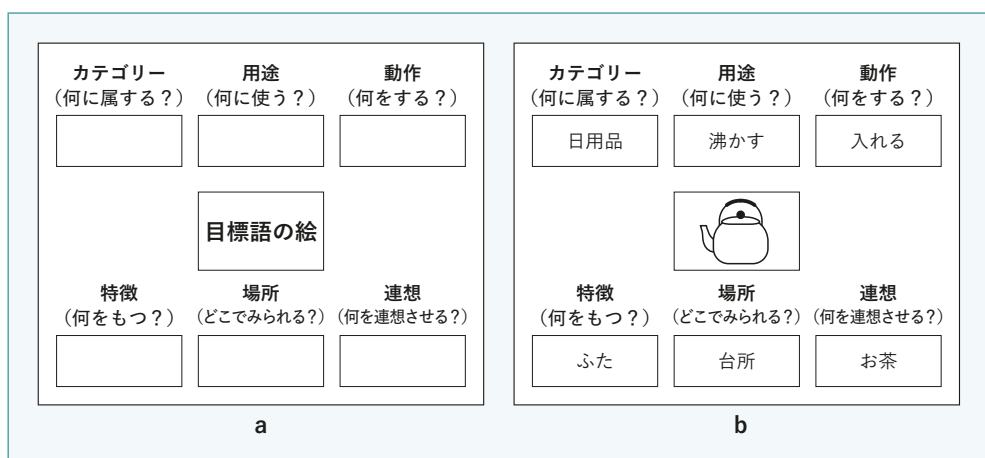 カテゴリー 用途 動作
(何に属する?) (何に使う?) (何をする?)
目標語の絵
特徴 場所 連想
(何をもつ?) (どこでみられる?) (何を連想させる?)
a
カテゴリー 用途 動作
(何に属する?) (何に使う?) (何をする?)
日用品 沸かす 入れる
特徴 場所 連想
(何をもつ?) (どこでみられる?) (何を連想させる?)
ふた 台所 お茶
b